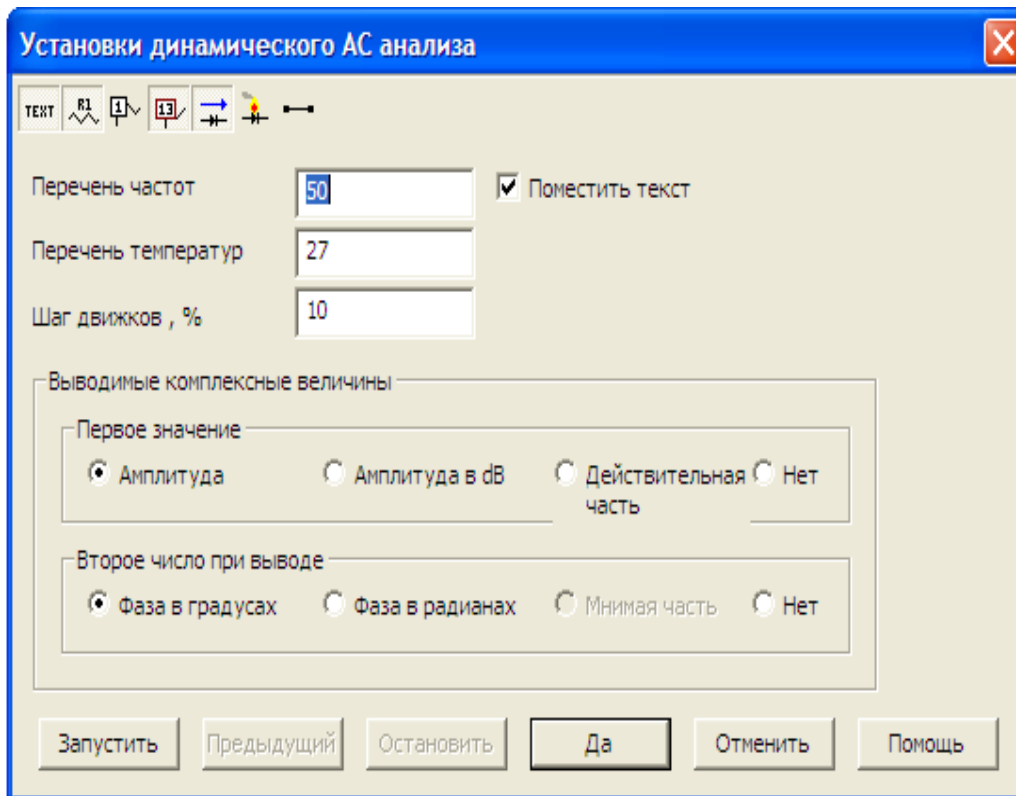 Установки динамического AC анализа
TEXT R1 1 13
Перечень частот 50 Поместить текст
Перечень температур 27
Шаг движков , % 10
Выводимые комплексные величины
Первое значение
Амплитуда Амплитуда в dB Действительная часть Нет
Второе число при выводе
Фаза в градусах Фаза в радианах Мнимая часть Нет
Запустить Предыдущий Остановить Да Отменить Помощь